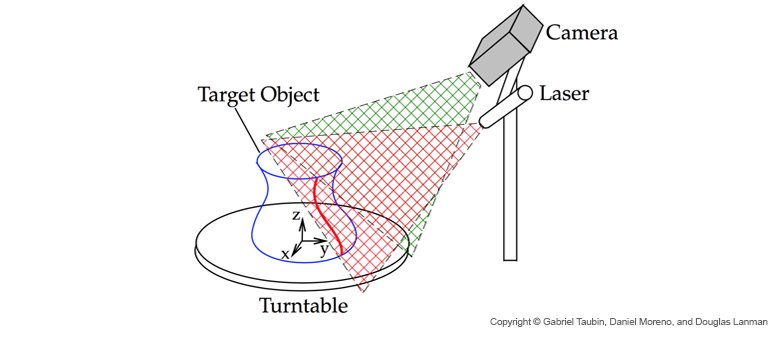 Camera
Target Object
Laser
z
x
y
Turntable
Copyright © Gabriel Taubin, Daniel Moreno, and Douglas Lanman